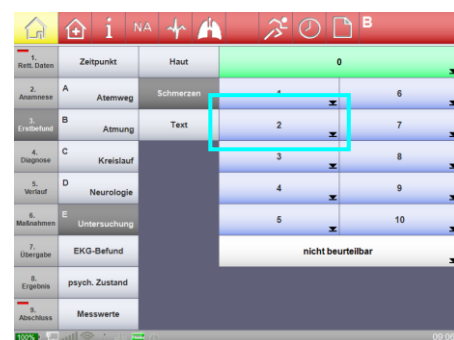 NA
B
1.
Rett. Daten
Zeitpunkt
Haut
0
2.
Anamnese
A
Atemweg
Schmerzen
1
6
3.
Erstbefund
B
Atmung
Text
2
7
4.
Diagnose
C
Kreislauf
3
8
5.
Verlauf
D
Neurologie
4
9
6.
Maßnahmen
E
Untersuchung
5
10
7.
Übergabe
EKG-Befund
nicht beurteilbar
8.
Ergebnis
psych. Zustand
9.
Abschluss
Messwerte
100%